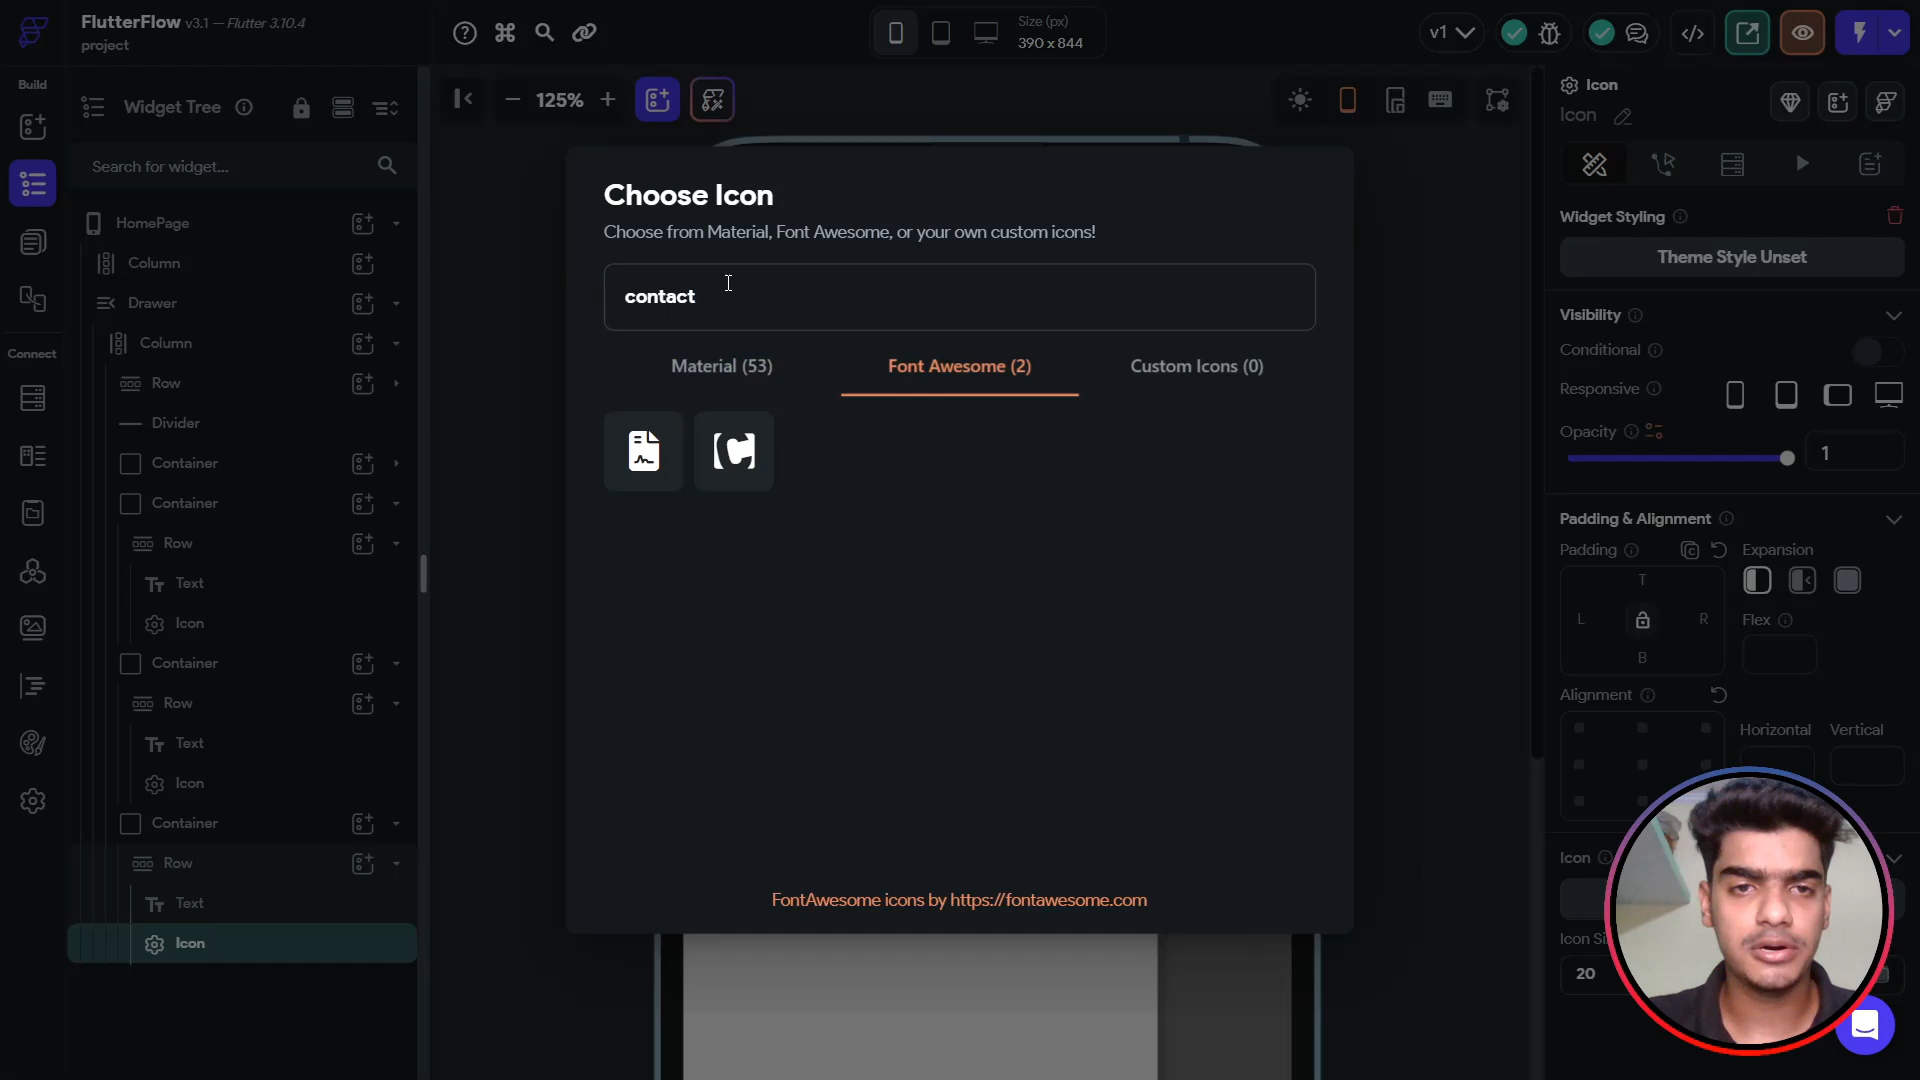 FlutterFlow v3.1 — Flutter 3.10.4
project
Size (px)
390 x 844
v1
Build
Widget Tree
125%
Search for widget...
HomePage
Column
Drawer
Column
Connect
Row
Divider
Container
Container
Row
Text
Icon
Container
Row
Text
Icon
Container
Row
Text
Icon
Choose Icon
Choose from Material, Font Awesome, or your own custom icons!
contact
Material (53)
Font Awesome (2)
Custom Icons (0)
FontAwesome icons by https://fontawesome.com
Icon
Icon
Widget Styling
Theme Style Unset
Visibility
Conditional
Responsive
Opacity
1
Padding & Alignment
Padding
Expansion
T
L
R
B
Flex
Alignment
Horizontal
Vertical
Icon
Icon
20